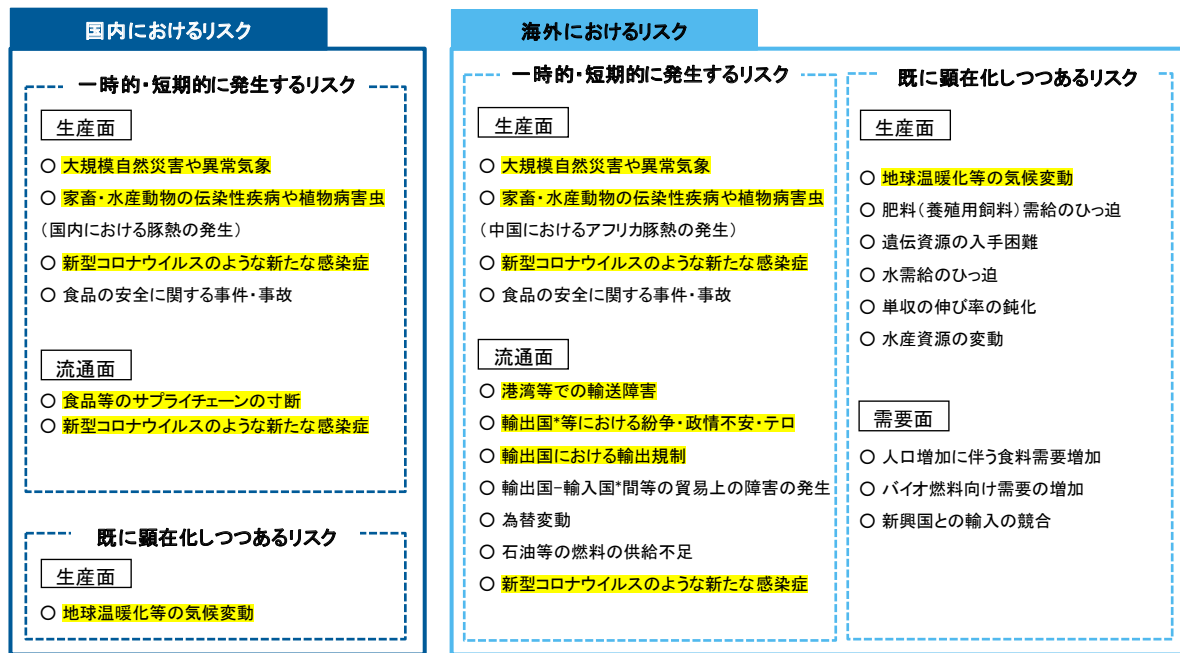 国内におけるリスク
一時的・短期的に発生するリスク
生産面
○ 大規模自然災害や異常気象
○ 家畜・水産動物の伝染性疾病や植物病害虫
(国内における豚熱の発生)
○ 新型コロナウイルスのような新たな感染症
○ 食品の安全に関する事件・事故
流通面
○ 食品等のサプライチェーンの寸断
○ 新型コロナウイルスのような新たな感染症
既に顕在化しつつあるリスク
生産面
○ 地球温暖化等の気候変動
海外におけるリスク
一時的・短期的に発生するリスク
生産面
○ 大規模自然災害や異常気象
○ 家畜・水産動物の伝染性疾病や植物病害虫
(中国におけるアフリカ豚熱の発生)
○ 新型コロナウイルスのような新たな感染症
○ 食品の安全に関する事件・事故
流通面
○ 港湾等での輸送障害
○ 輸出国*等における紛争・政情不安・テロ
○ 輸出国における輸出規制
○ 輸出国-輸入国*間等の貿易上の障害の発生
○ 為替変動
○ 石油等の燃料の供給不足
○ 新型コロナウイルスのような新たな感染症
既に顕在化しつつあるリスク
生産面
○ 地球温暖化等の気候変動
○ 肥料(養殖用飼料)需給のひっ迫
○ 遺伝資源の入手困難
○ 水需給のひっ迫
○ 単収の伸び率の鈍化
○ 水産資源の変動
需要面
○ 人口増加に伴う食料需要増加
○ バイオ燃料向け需要の増加
○ 新興国との輸入の競合